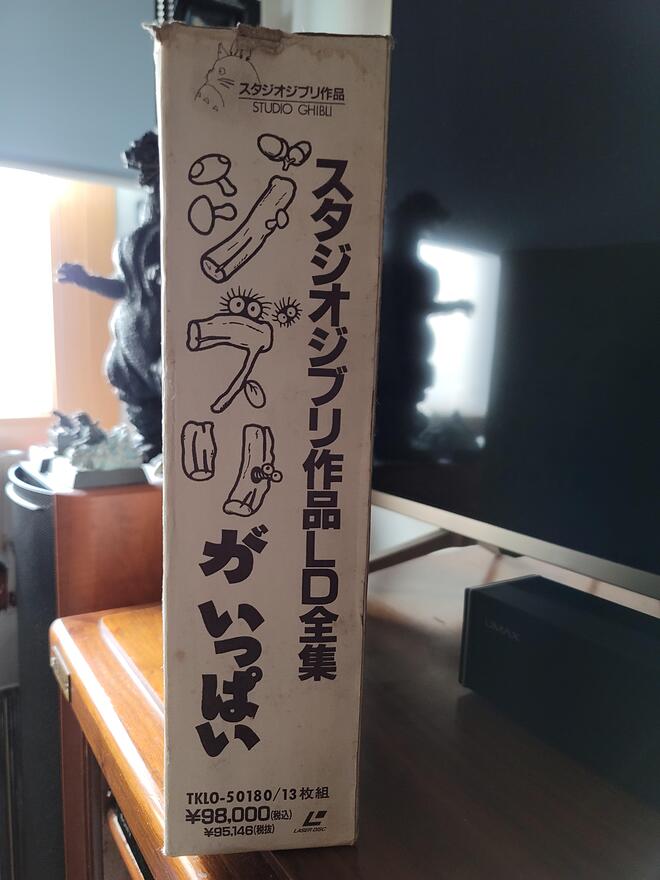 スタジオジブリ作品
STUDIO GHIBLI
スタジオジブリ作品LD全集
ジブリがいっぱい
TKLO-50180/13枚組
¥98,000(税込)
¥95,146(税抜)
LASER DISC